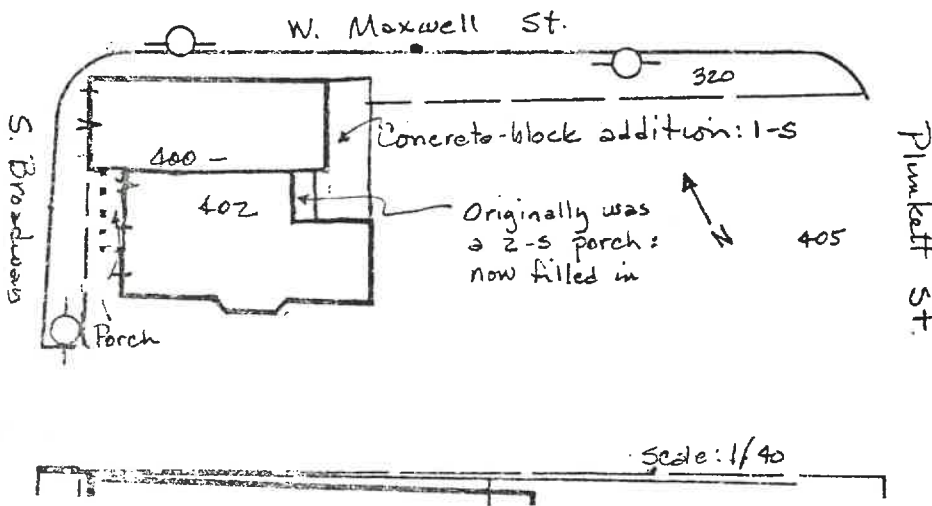 W. Maxwell St.
320
S. Broadway
Concrete-block addition: 1-S
400 -
402
Originally was
a 2-S porch:
now filled in
N
405
Plunkett St.
Porch
Scale: 1/40